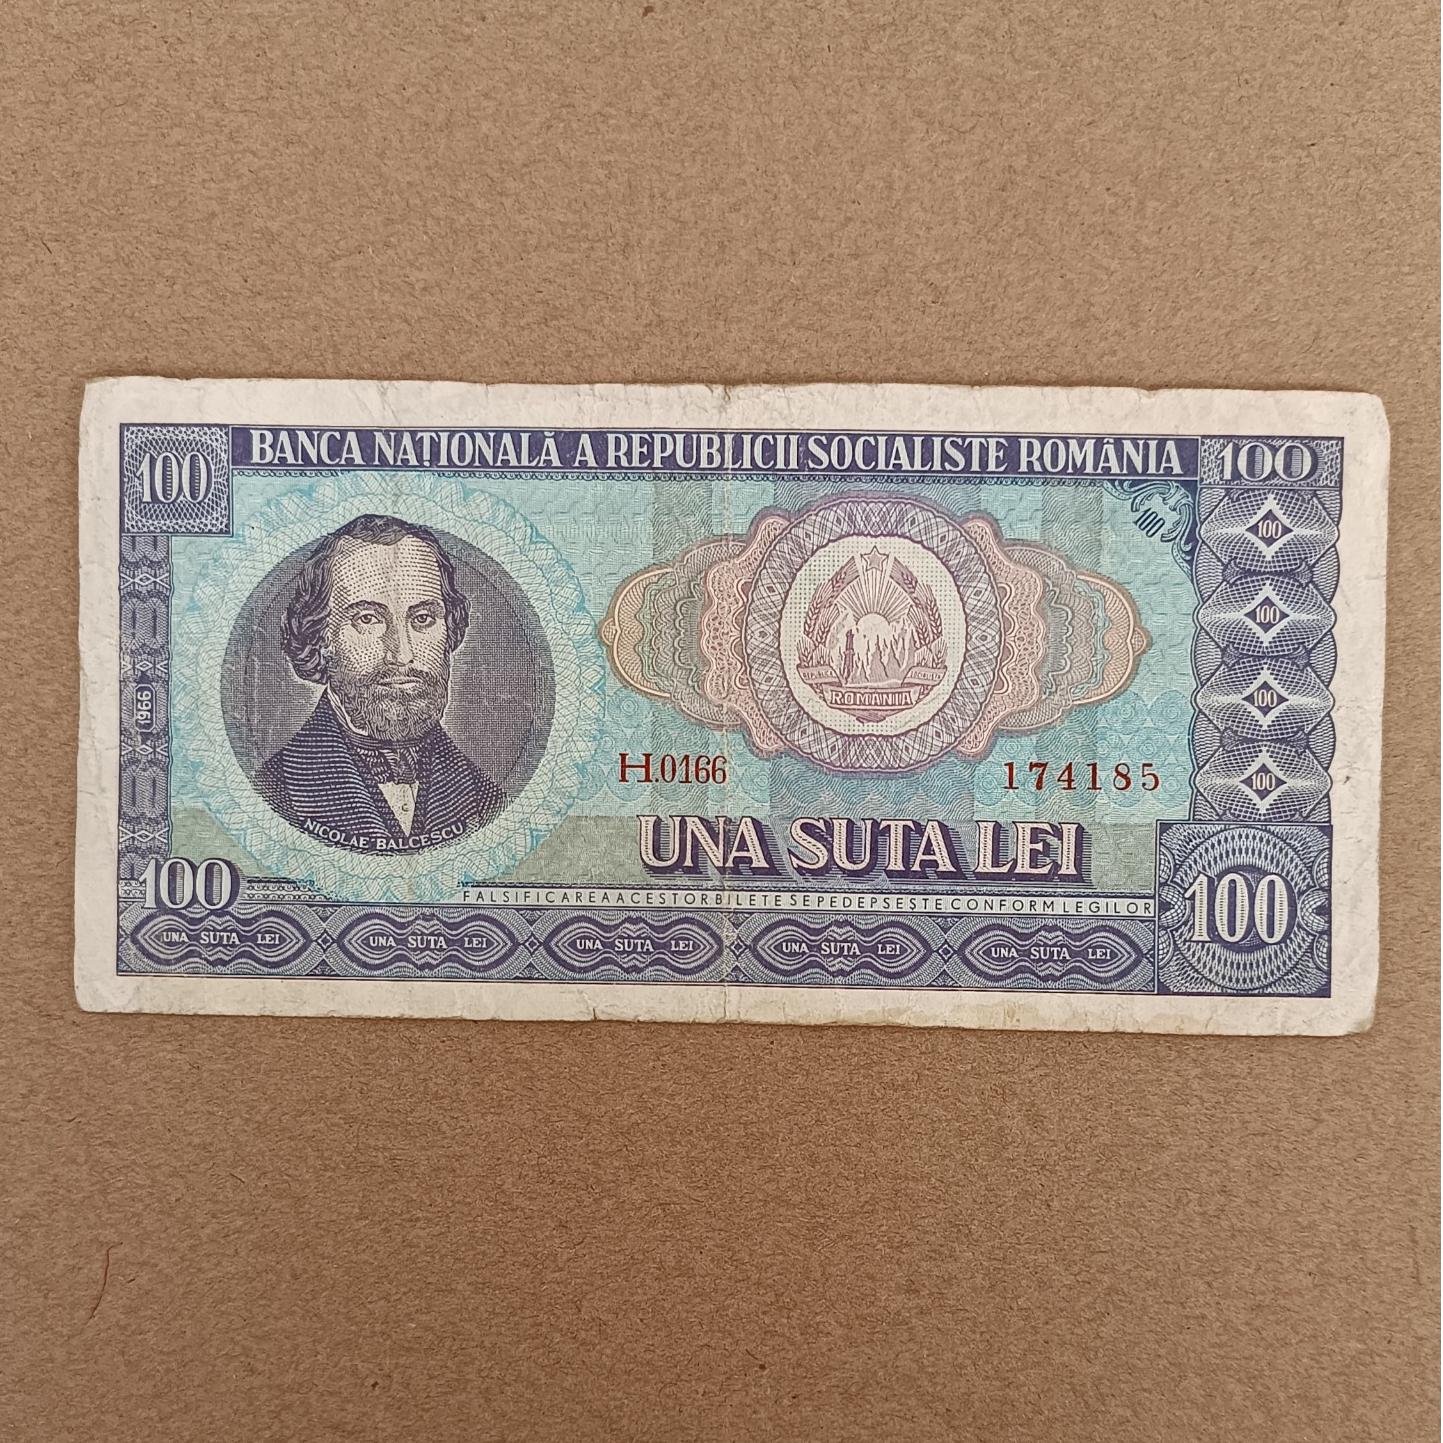 100
BANCA NAȚIONALĂ A REPUBLICII SOCIALISTE ROMÂNIA
100
100
100
100
100
100
1966
ROMANIA
H.0166
174185
NICOLAE BALCESCU
UNA SUTA LEI
100
FALSIFICAREA ACESTOR BILETE SE PEDEPSEȘTE CONFORM LEGILOR
100
UNA SUTA LEI
UNA SUTA LEI
UNA SUTA LEI
UNA SUTA LEI
UNA SUTA LEI